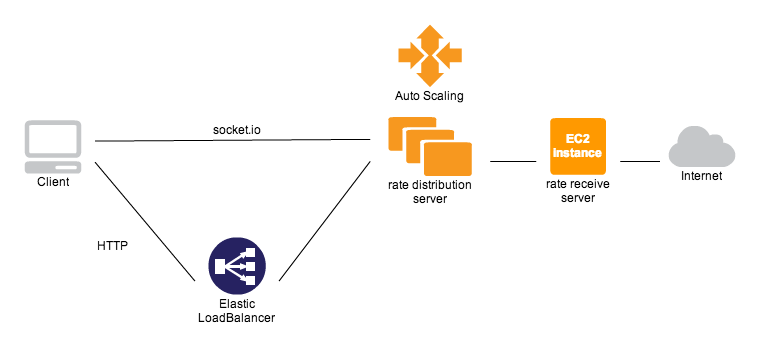 Auto Scaling
socket.io
EC2
Instance
Client
rate distribution
server
rate receive
server
Internet
HTTP
Elastic
LoadBalancer